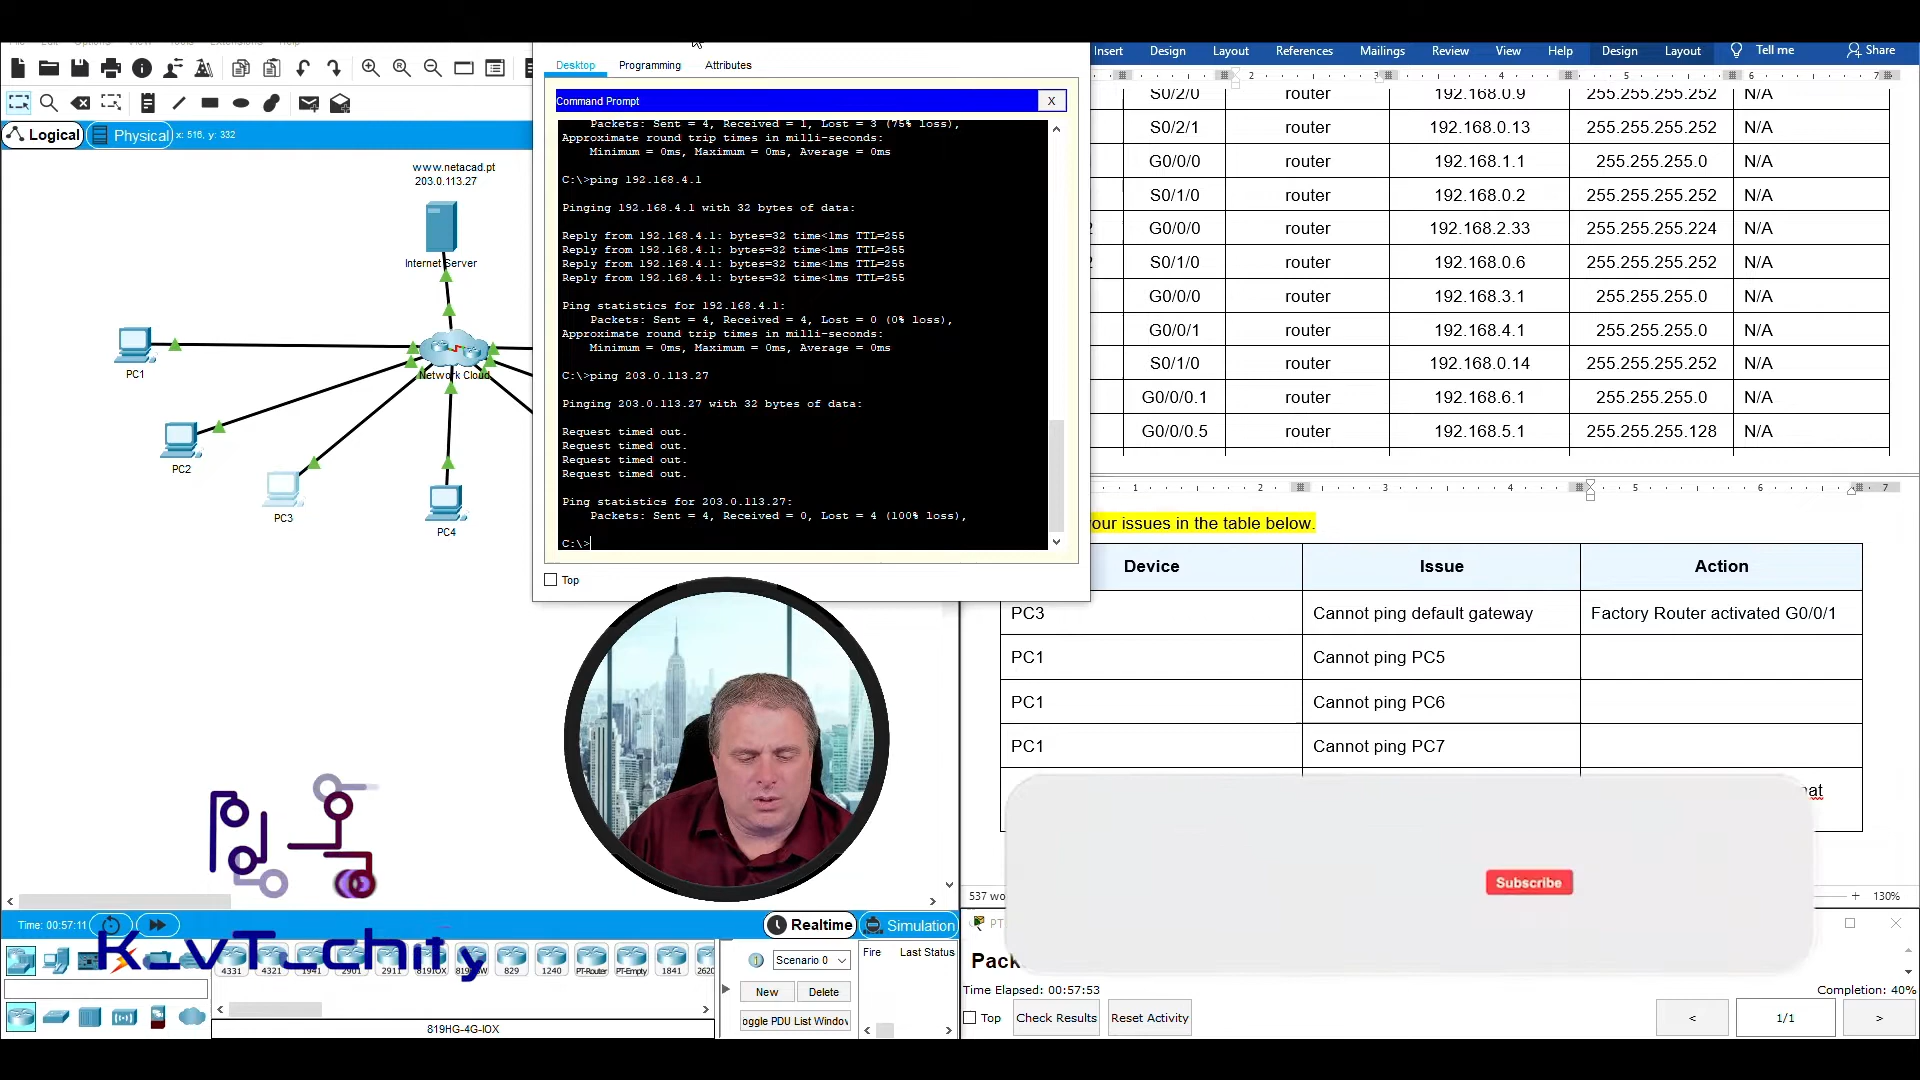 Desktop Programming Attributes
Insert Design Layout References Mailings Review View Help Design Layout Tell me Share
Logical Physical x: 516, y: 332
www.netacad.pt
203.0.113.27
Internet Server
PC1
Network Cloud
PC2
PC3
PC4
Command Prompt X
Packets: Sent = 4, Received = 1, Lost = 3 (75% loss),
Approximate round trip times in milli-seconds:
Minimum = 0ms, Maximum = 0ms, Average = 0ms
C:\>ping 192.168.4.1
Pinging 192.168.4.1 with 32 bytes of data:
Reply from 192.168.4.1: bytes=32 time<1ms TTL=255
Reply from 192.168.4.1: bytes=32 time<1ms TTL=255
Reply from 192.168.4.1: bytes=32 time<1ms TTL=255
Reply from 192.168.4.1: bytes=32 time<1ms TTL=255
Ping statistics for 192.168.4.1:
Packets: Sent = 4, Received = 4, Lost = 0 (0% loss),
Approximate round trip times in milli-seconds:
Minimum = 0ms, Maximum = 0ms, Average = 0ms
C:\>ping 203.0.113.27
Pinging 203.0.113.27 with 32 bytes of data:
Request timed out.
Request timed out.
Request timed out.
Request timed out.
Ping statistics for 203.0.113.27:
Packets: Sent = 4, Received = 0, Lost = 4 (100% loss),
C:\>
Top
2 3 4 5 6 7
S0/2/0 router 192.168.0.9 255.255.255.252 N/A
S0/2/1 router 192.168.0.13 255.255.255.252 N/A
G0/0/0 router 192.168.1.1 255.255.255.0 N/A
S0/1/0 router 192.168.0.2 255.255.255.252 N/A
G0/0/0 router 192.168.2.33 255.255.255.224 N/A
S0/1/0 router 192.168.0.6 255.255.255.252 N/A
G0/0/0 router 192.168.3.1 255.255.255.0 N/A
G0/0/1 router 192.168.4.1 255.255.255.0 N/A
S0/1/0 router 192.168.0.14 255.255.255.252 N/A
G0/0/0.1 router 192.168.6.1 255.255.255.0 N/A
G0/0/0.5 router 192.168.5.1 255.255.255.128 N/A
1 2 3 4 5 6 7
our issues in the table below.
Device Issue Action
PC3 Cannot ping default gateway Factory Router activated G0/0/1
PC1 Cannot ping PC5
PC1 Cannot ping PC6
PC1 Cannot ping PC7
hat
Subscribe
537 wo 130%
Time: 00:57:11 Realtime Simulation
K_vT_chity
4331 4321 1941 2901 2911 819IOX 829 1240 PT-Router PT-Empty 1841 2620
819HG-4G-IOX
Scenario 0
New Delete
oggle PDU List Window
Fire Last Status
PT
Pack
Time Elapsed: 00:57:53 Completion: 40%
Top Check Results Reset Activity < 1/1 >